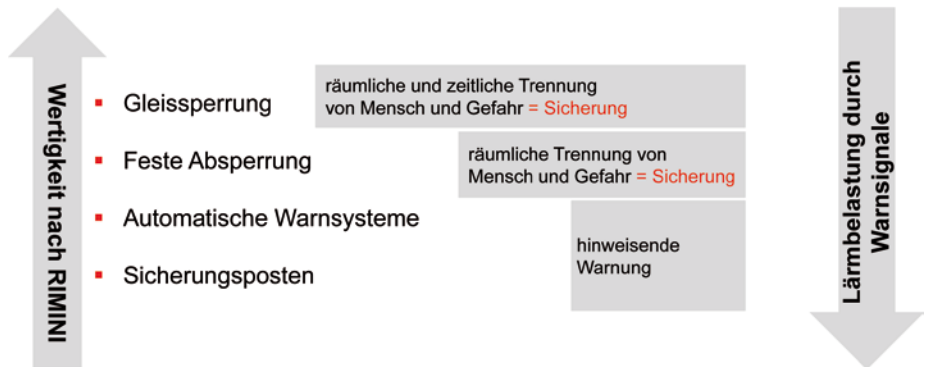 Wertigkeit nach RIMINI
Gleissperrung
räumliche und zeitliche Trennung
von Mensch und Gefahr = Sicherung
Feste Absperrung
räumliche Trennung von
Mensch und Gefahr = Sicherung
Automatische Warnsysteme
Sicherungsposten
hinweisende
Warnung
Lärmbelastung durch
Warnsignale